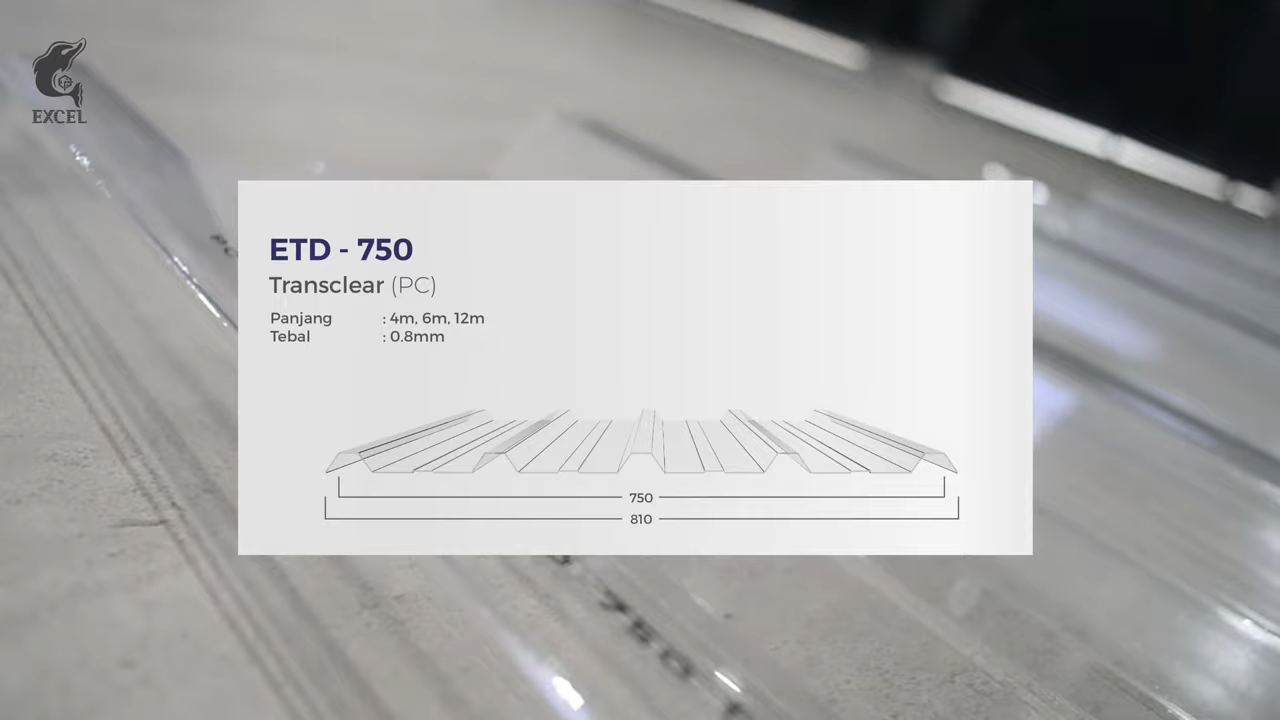 EXCEL
ETD - 750
Transclear (PC)
Panjang : 4m, 6m, 12m
Tebal : 0.8mm
750
810